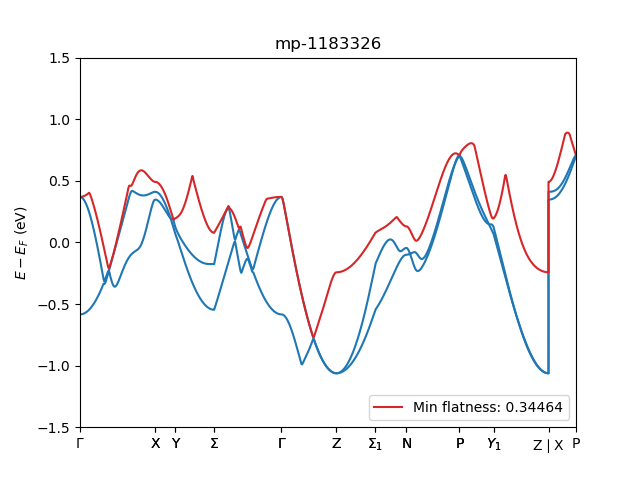 mp-1183326
E − E_F (eV)
1.5
1.0
0.5
0.0
−0.5
−1.0
−1.5
Min flatness: 0.34464
Γ X Y Σ Γ Z Σ₁ N P Y₁ Z | X P